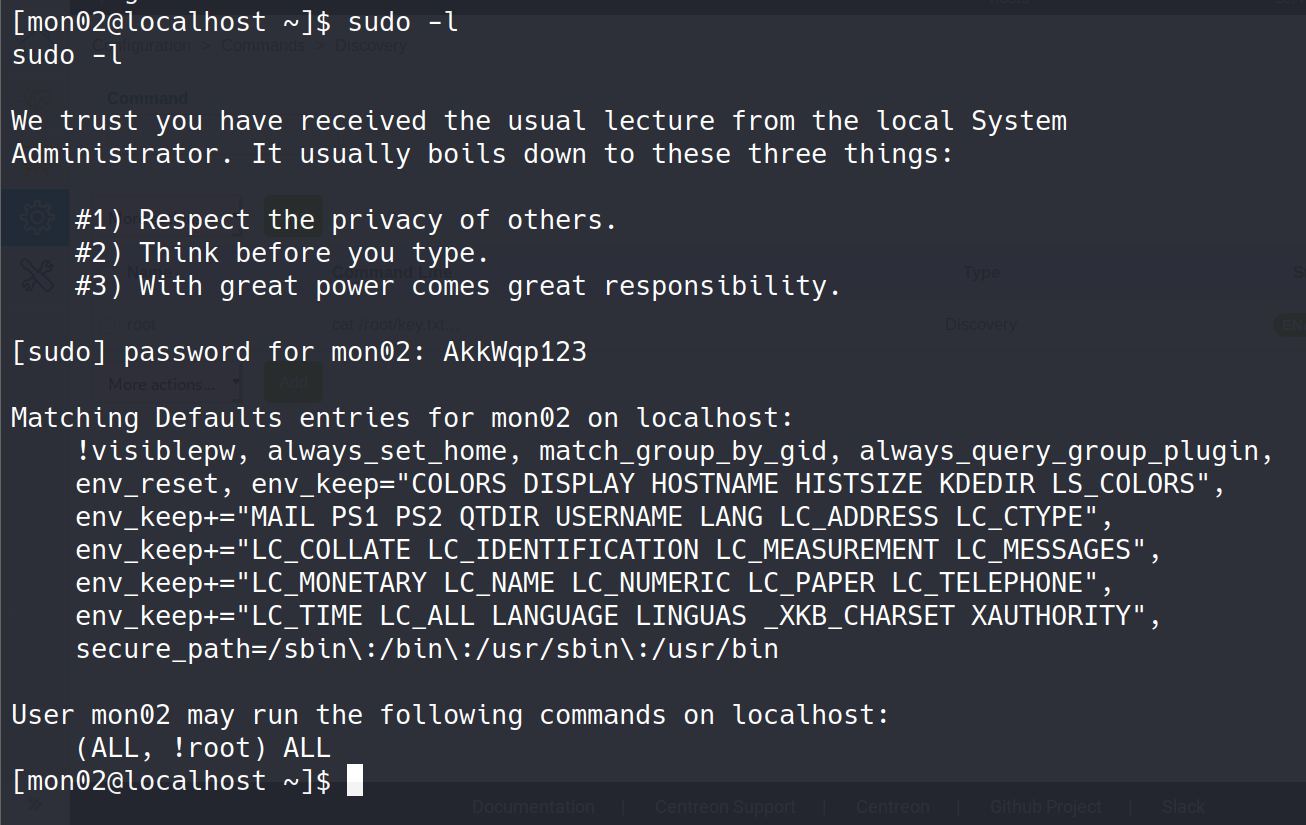 [mon02@localhost ~]$ sudo -l
sudo -l
Configuration > Commands > Discovery
Command
We trust you have received the usual lecture from the local System
Administrator. It usually boils down to these three things:
#1) Respect the privacy of others.
#2) Think before you type.
Name Command Line Type
#3) With great power comes great responsibility.
root cat /root/key.txt... Discovery
[sudo] password for mon02: AkkWqp123
More actions... Add
Matching Defaults entries for mon02 on localhost:
!visiblepw, always_set_home, match_group_by_gid, always_query_group_plugin,
env_reset, env_keep="COLORS DISPLAY HOSTNAME HISTSIZE KDEDIR LS_COLORS",
env_keep+="MAIL PS1 PS2 QTDIR USERNAME LANG LC_ADDRESS LC_CTYPE",
env_keep+="LC_COLLATE LC_IDENTIFICATION LC_MEASUREMENT LC_MESSAGES",
env_keep+="LC_MONETARY LC_NAME LC_NUMERIC LC_PAPER LC_TELEPHONE",
env_keep+="LC_TIME LC_ALL LANGUAGE LINGUAS _XKB_CHARSET XAUTHORITY",
secure_path=/sbin\:/bin\:/usr/sbin\:/usr/bin
User mon02 may run the following commands on localhost:
(ALL, !root) ALL
[mon02@localhost ~]$
Documentation | Centreon Support | Centreon | Github Project | Slack